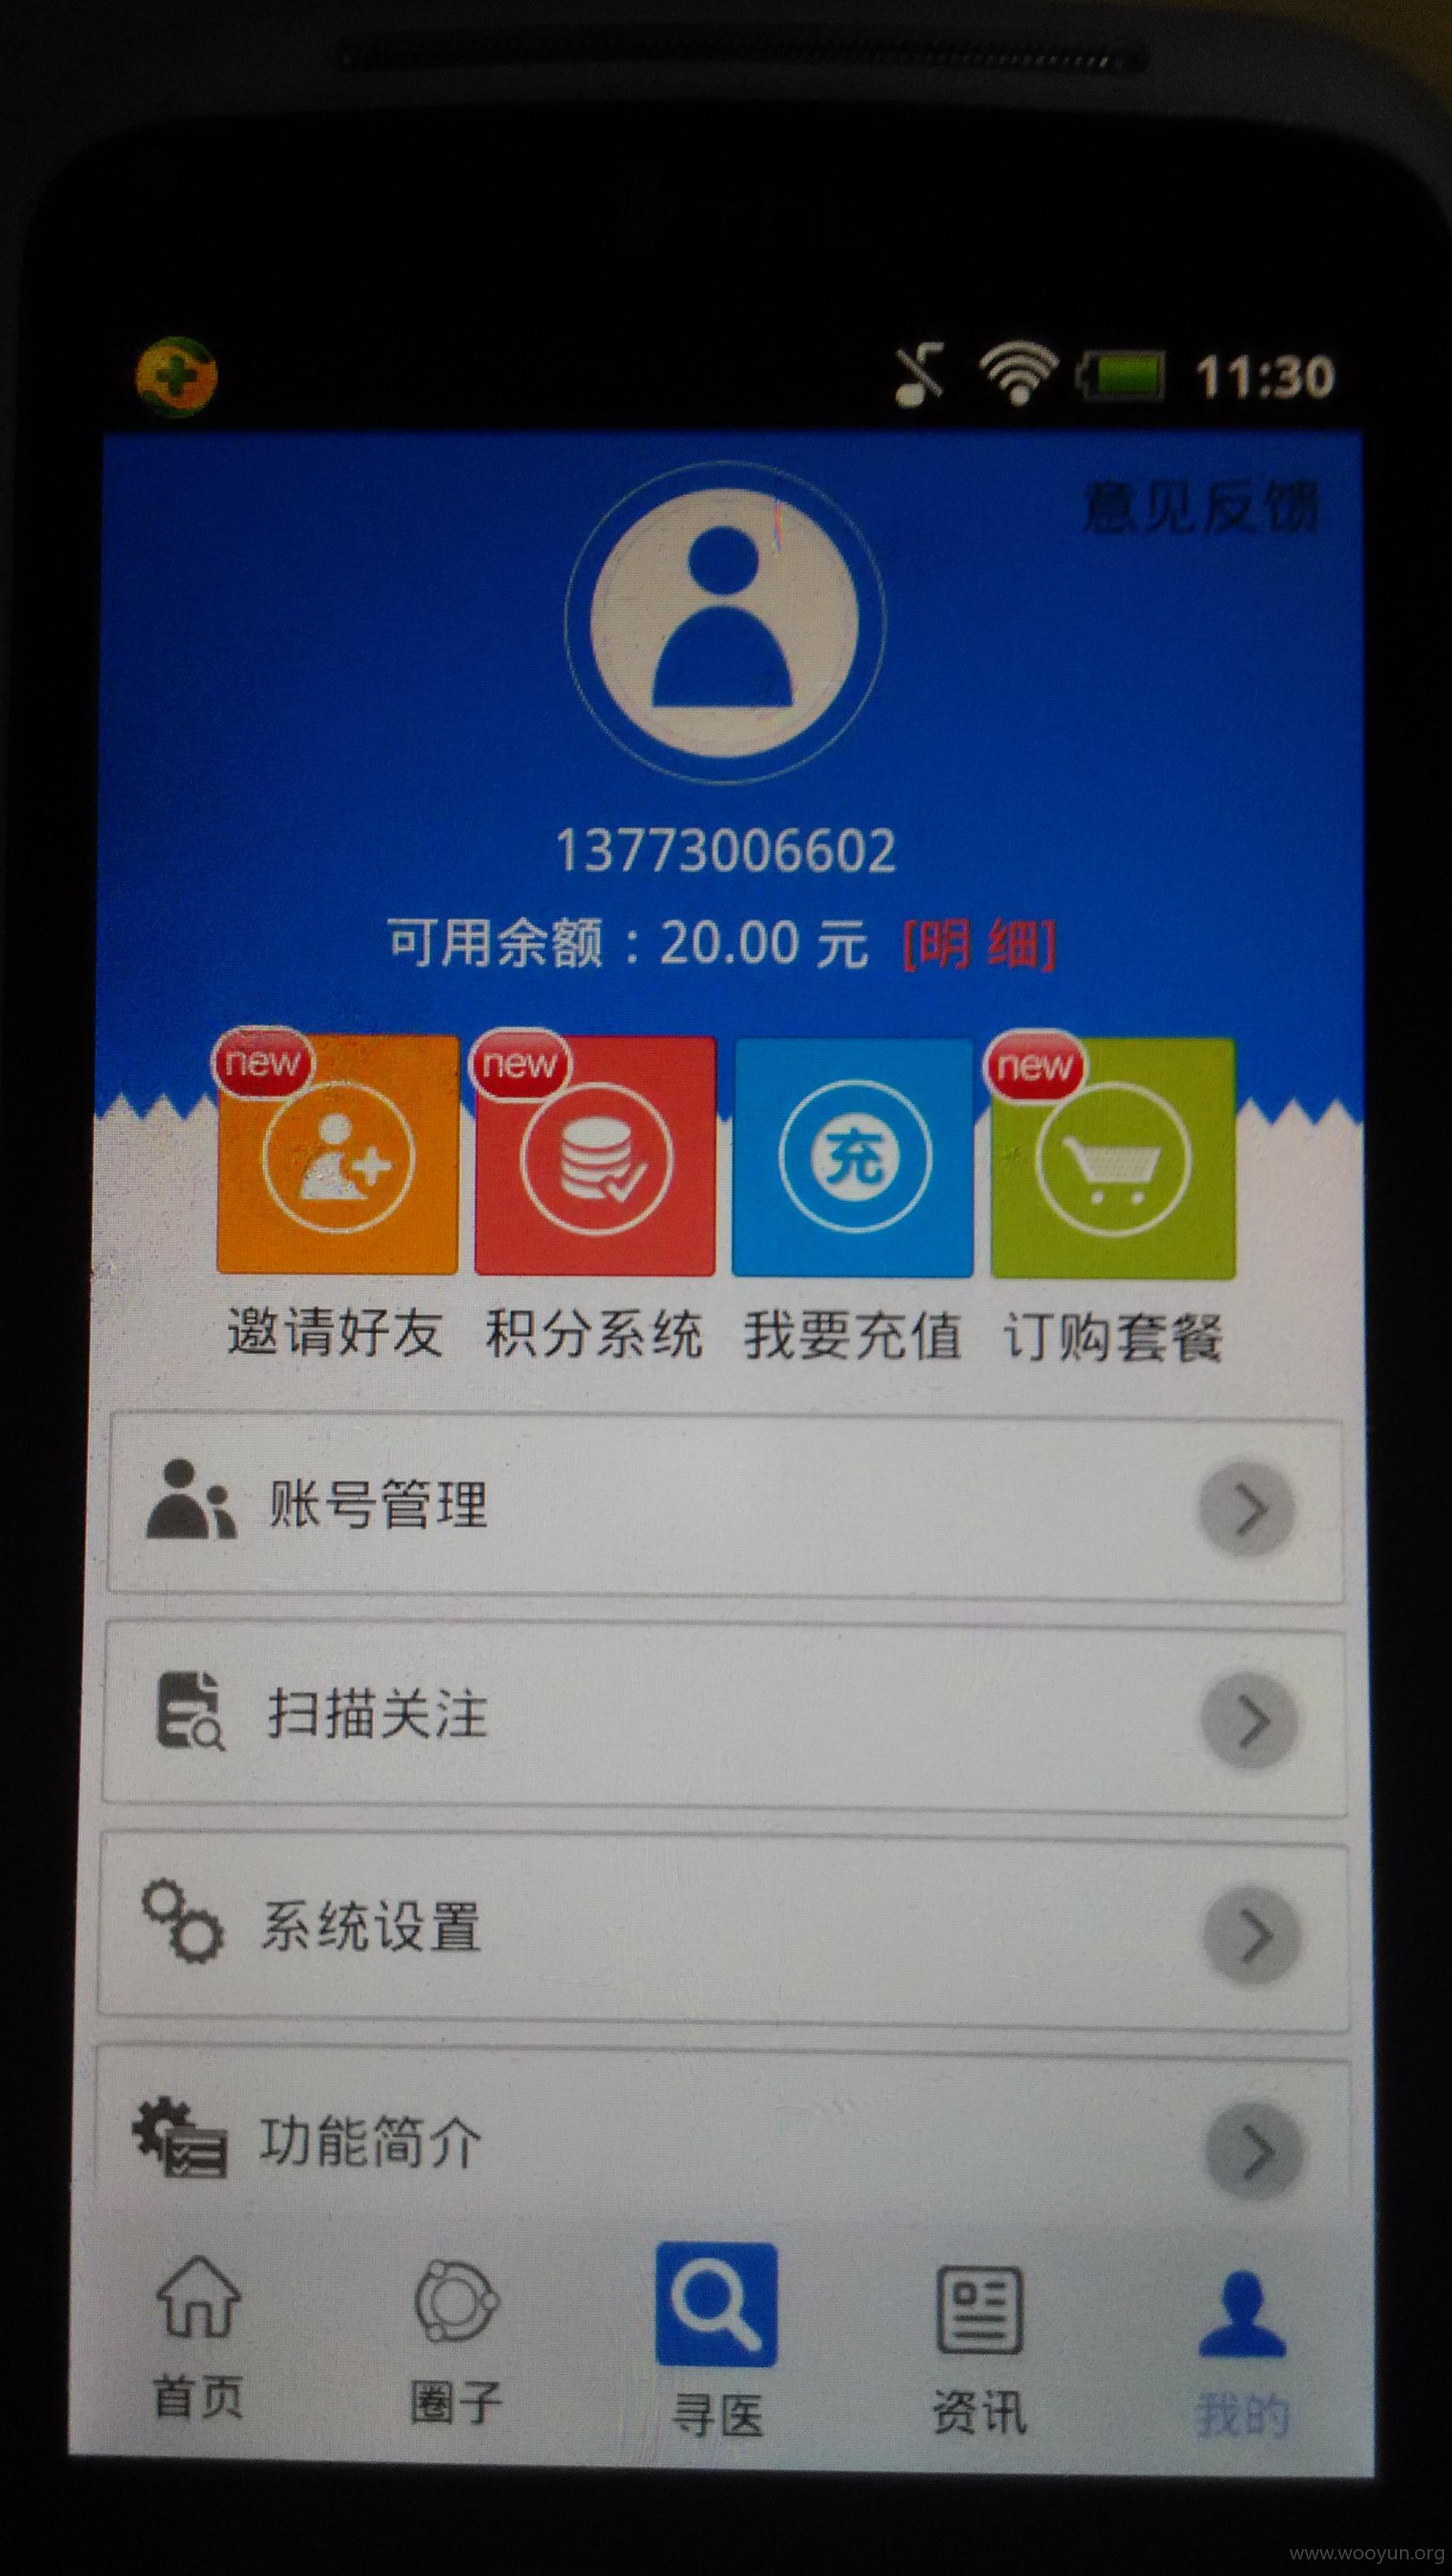 11:30
意见反馈
13773006602
可用余额：20.00 元 [明 细]
new new new
充
邀请好友 积分系统 我要充值 订购套餐
账号管理
扫描关注
系统设置
功能简介
首页 圈子 寻医 资讯 我的
www.wooyun.org